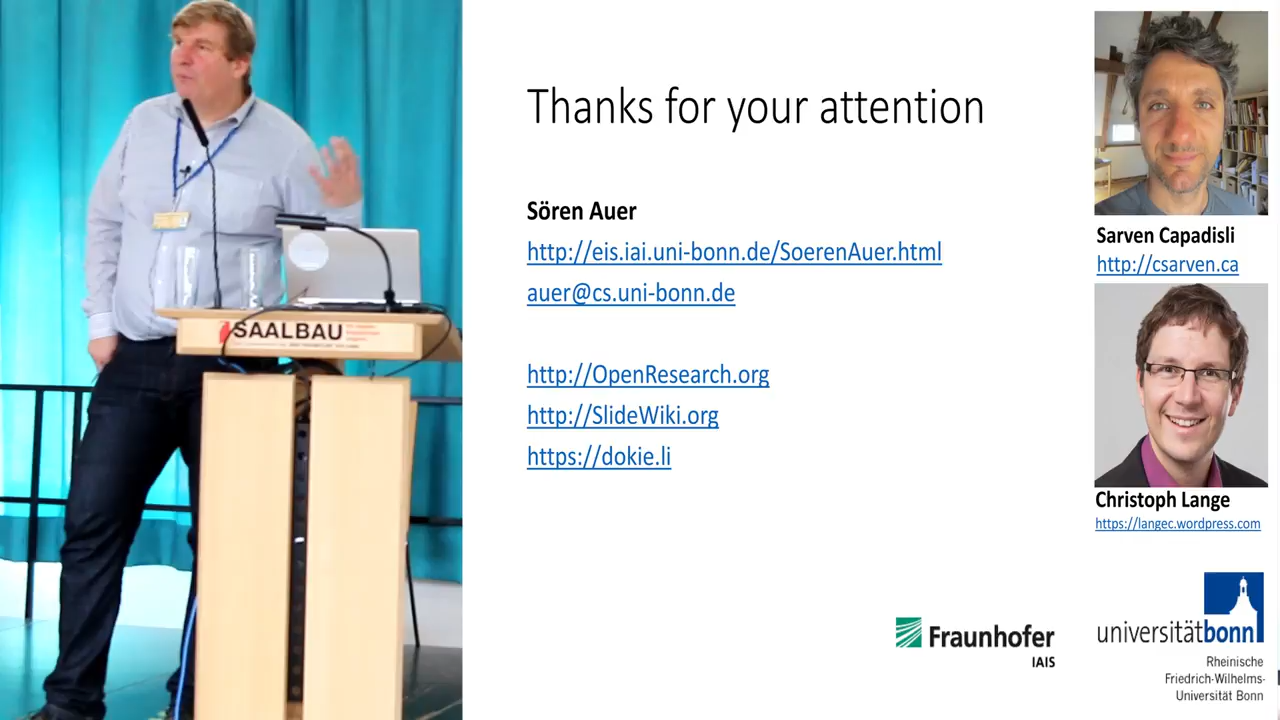 Thanks for your attention
Sören Auer
http://eis.iai.uni-bonn.de/SoerenAuer.html
auer@cs.uni-bonn.de
http://OpenResearch.org
http://SlideWiki.org
https://dokie.li
Sarven Capadisli
http://csarven.ca
Christoph Lange
https://langec.wordpress.com
Fraunhofer
IAIS
universitätbonn
Rheinische
Friedrich-Wilhelms-
Universität Bonn
SAALBAU